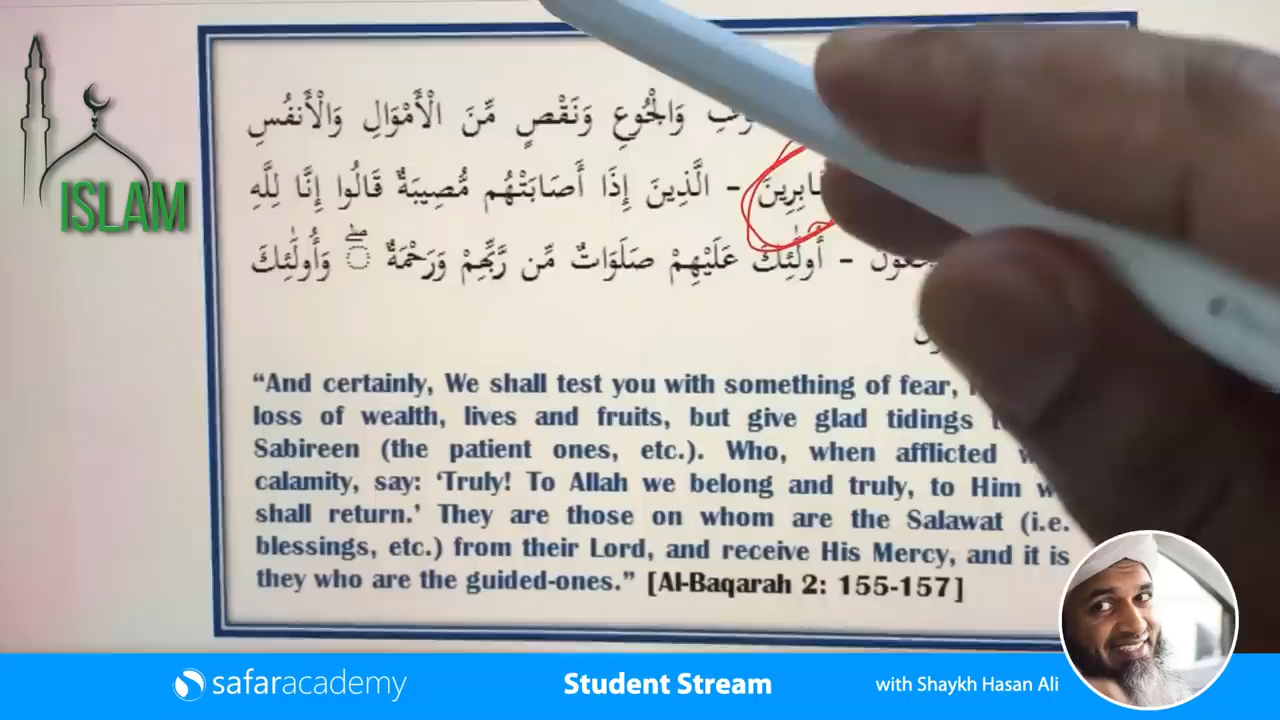 ISLAM
وَالْجُوعِ وَنَقْصٍ مِّنَ الْأَمْوَالِ وَالْأَنفُسِ
الَّذِينَ إِذَا أَصَابَتْهُم مُّصِيبَةٌ قَالُوا إِنَّا لِلَّهِ
– أُولَٰئِكَ عَلَيْهِمْ صَلَوَاتٌ مِّن رَّبِّهِمْ وَرَحْمَةٌ ۖ وَأُولَٰئِكَ
“And certainly, We shall test you with something of fear,
loss of wealth, lives and fruits, but give glad tidings
Sabireen (the patient ones, etc.). Who, when afflicted
calamity, say: ‘Truly! To Allah we belong and truly, to Him
shall return.’ They are those on whom are the Salawat (i.e.
blessings, etc.) from their Lord, and receive His Mercy, and it is
they who are the guided-ones.” [Al-Baqarah 2: 155-157]
safaracademy
Student Stream
with Shaykh Hasan Ali